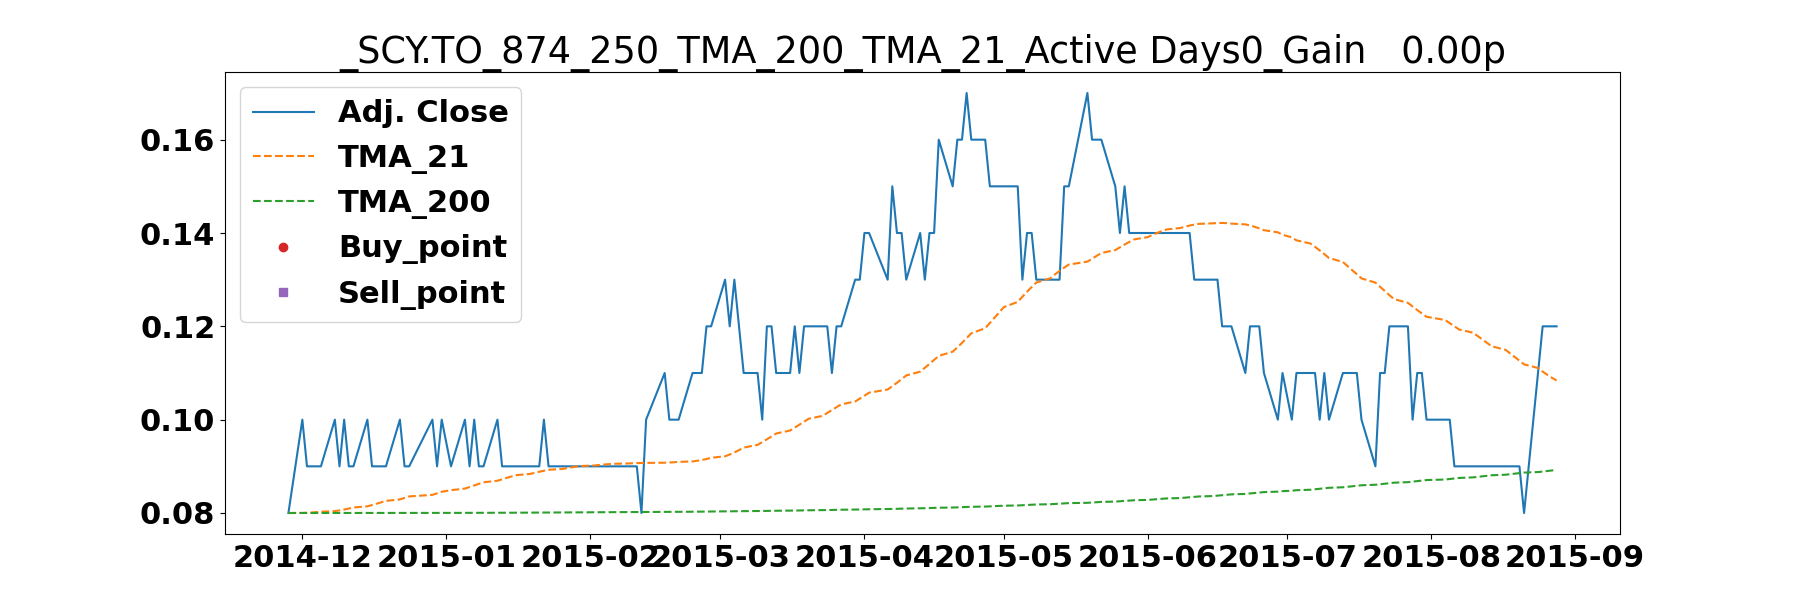 _SCY.TO_874_250_TMA_200_TMA_21_Active Days0_Gain   0.00p
Adj. Close
TMA_21
TMA_200
Buy_point
Sell_point
0.16
0.14
0.12
0.10
0.08
2014-12 2015-01 2015-02 2015-03 2015-04 2015-05 2015-06 2015-07 2015-08 2015-09